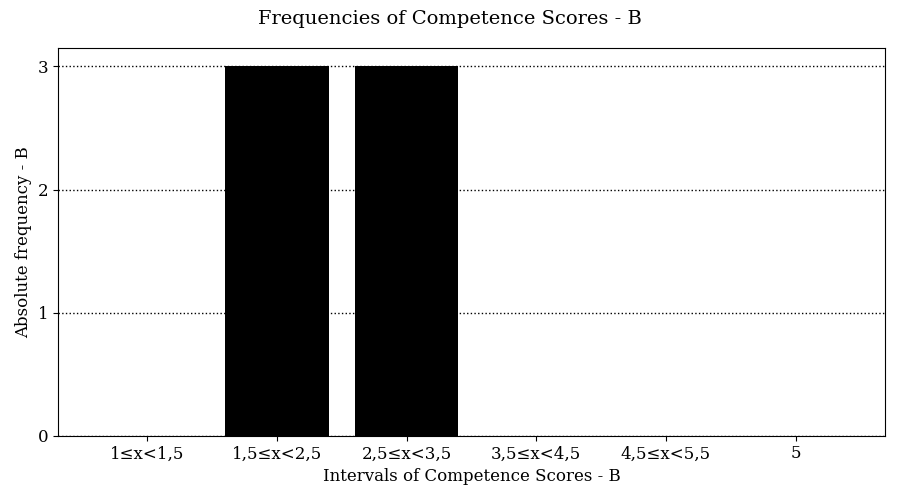 Frequencies of Competence Scores - B
Absolute frequency - B
3
2
1
0
1≤x<1,5 1,5≤x<2,5 2,5≤x<3,5 3,5≤x<4,5 4,5≤x<5,5 5
Intervals of Competence Scores - B